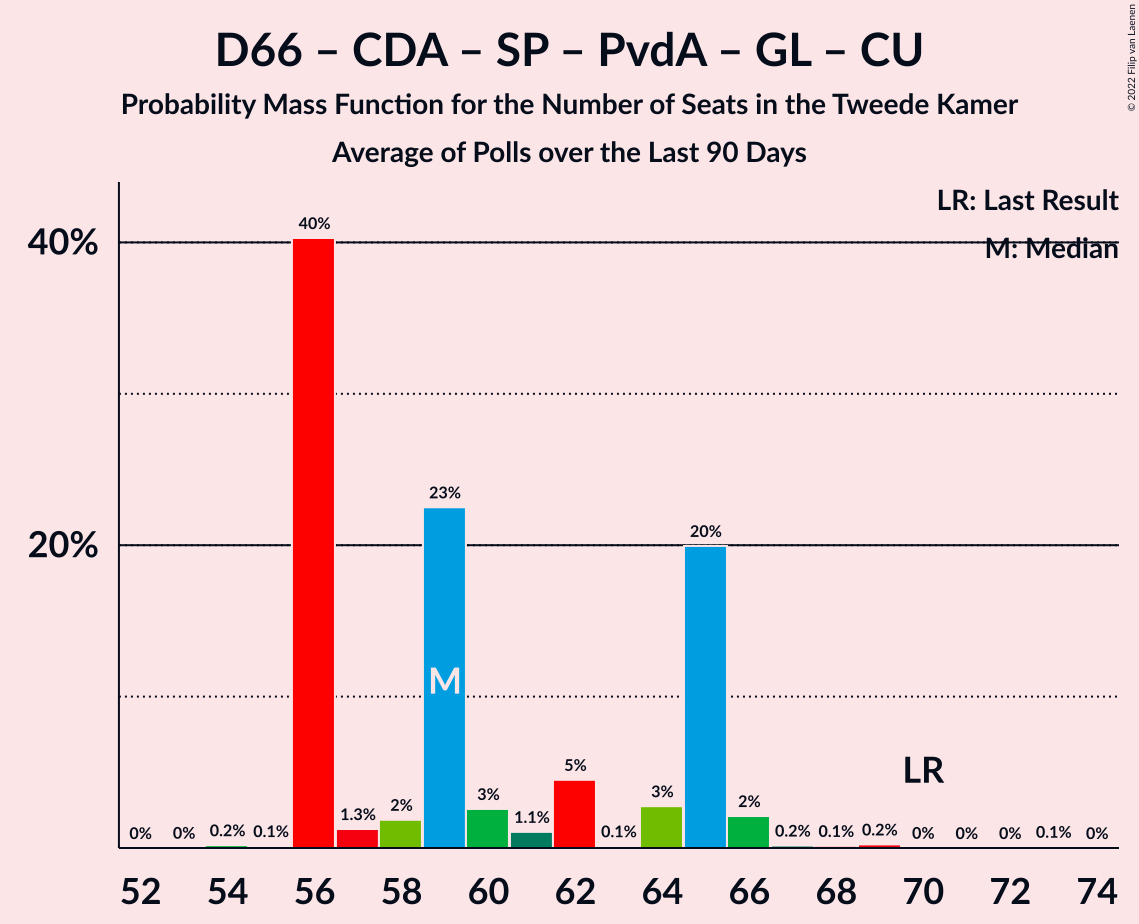 D66 – CDA – SP – PvdA – GL – CU
Probability Mass Function for the Number of Seats in the Tweede Kamer
Average of Polls over the Last 90 Days
© 2022 Filip van Laenen
LR: Last Result
M: Median
40%
20%
0%
0%
0.2%
0.1%
40%
1.3%
2%
23%
3%
1.1%
5%
0.1%
3%
20%
2%
0.2%
0.1%
0.2%
0%
0%
0%
0.1%
0%
M
LR
52 54 56 58 60 62 64 66 68 70 72 74